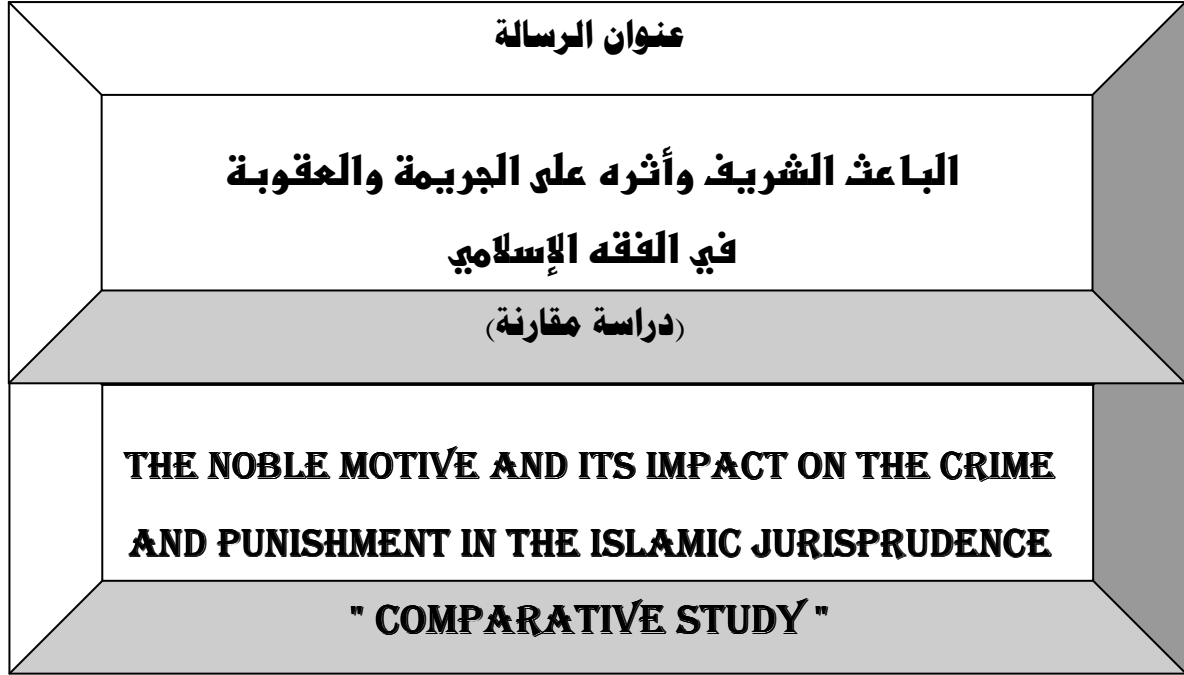 عنوان الرسالة
الباعث الشريف وأثره على الجريمة والعقوبة
في الفقه الإسلامي
(دراسة مقارنة)
THE NOBLE MOTIVE AND ITS IMPACT ON THE CRIME
AND PUNISHMENT IN THE ISLAMIC JURISPRUDENCE
" COMPARATIVE STUDY "